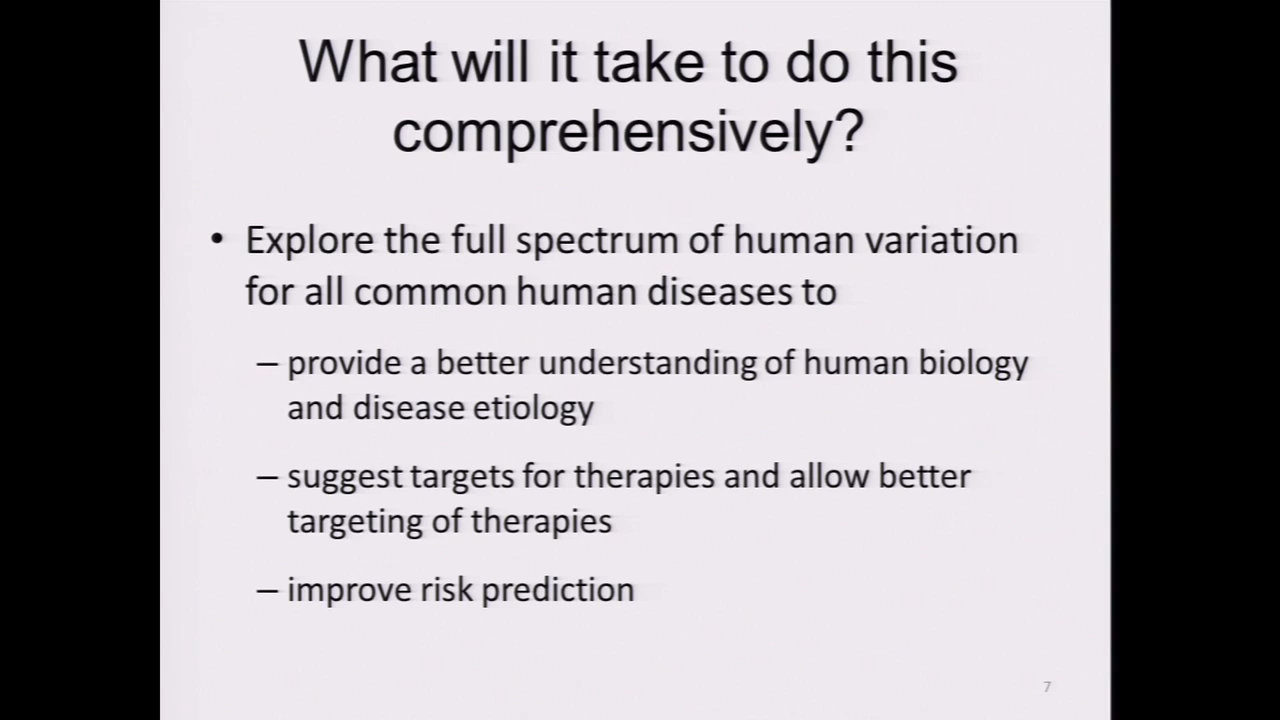 What will it take to do this
comprehensively?
• Explore the full spectrum of human variation
for all common human diseases to
– provide a better understanding of human biology
and disease etiology
– suggest targets for therapies and allow better
targeting of therapies
– improve risk prediction
7